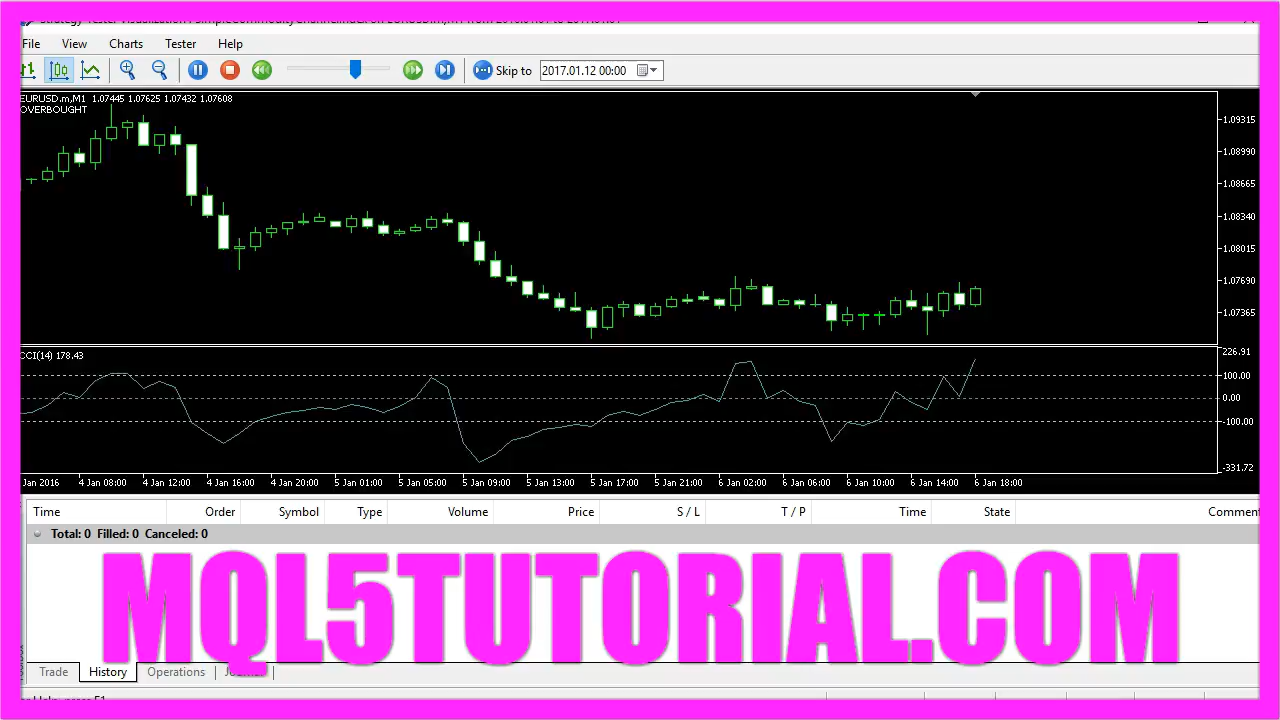 File View Charts Tester Help
Skip to 2017.01.12 00:00
EURUSD.m,M1 1.07445 1.07625 1.07432 1.07608
OVERBOUGHT
1.09315
1.08990
1.08665
1.08340
1.08015
1.07690
1.07365
CCI(14) 178.43
226.91
100.00
0.00
-100.00
-331.72
Jan 2016 4 Jan 08:00 4 Jan 12:00 4 Jan 16:00 4 Jan 20:00 5 Jan 01:00 5 Jan 05:00 5 Jan 09:00 5 Jan 13:00 5 Jan 17:00 5 Jan 21:00 6 Jan 02:00 6 Jan 06:00 6 Jan 10:00 6 Jan 14:00 6 Jan 18:00
Time Order Symbol Type Volume Price S / L T / P Time State Comment
Total: 0 Filled: 0 Canceled: 0
MQL5TUTORIAL.COM
Trade History Operations